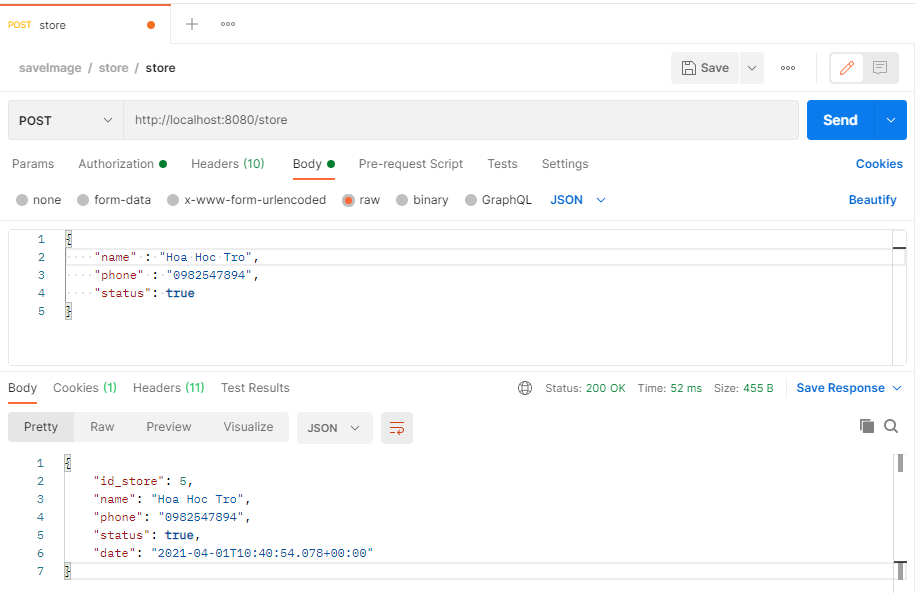 POST store
saveImage / store / store Save
POST http://localhost:8080/store Send
Params Authorization Headers (10) Body Pre-request Script Tests Settings Cookies
none form-data x-www-form-urlencoded raw binary GraphQL JSON Beautify
1 {
2 "name" : "Hoa Hoc Tro",
3 "phone" : "0982547894",
4 "status": true
5 }
Body Cookies (1) Headers (11) Test Results Status: 200 OK Time: 52 ms Size: 455 B Save Response
Pretty Raw Preview Visualize JSON
1 {
2 "id_store": 5,
3 "name": "Hoa Hoc Tro",
4 "phone": "0982547894",
5 "status": true,
6 "date": "2021-04-01T10:40:54.078+00:00"
7 }